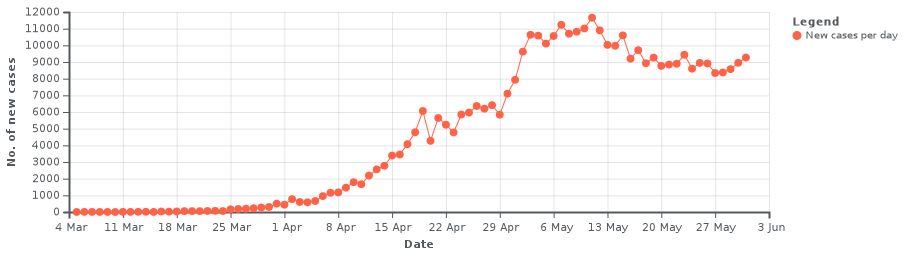 12000
11000
10000
9000
8000
7000
6000
5000
4000
3000
2000
1000
0
No. of new cases
4 Mar 11 Mar 18 Mar 25 Mar 1 Apr 8 Apr 15 Apr 22 Apr 29 Apr 6 May 13 May 20 May 27 May 3 Jun
Date
Legend
New cases per day